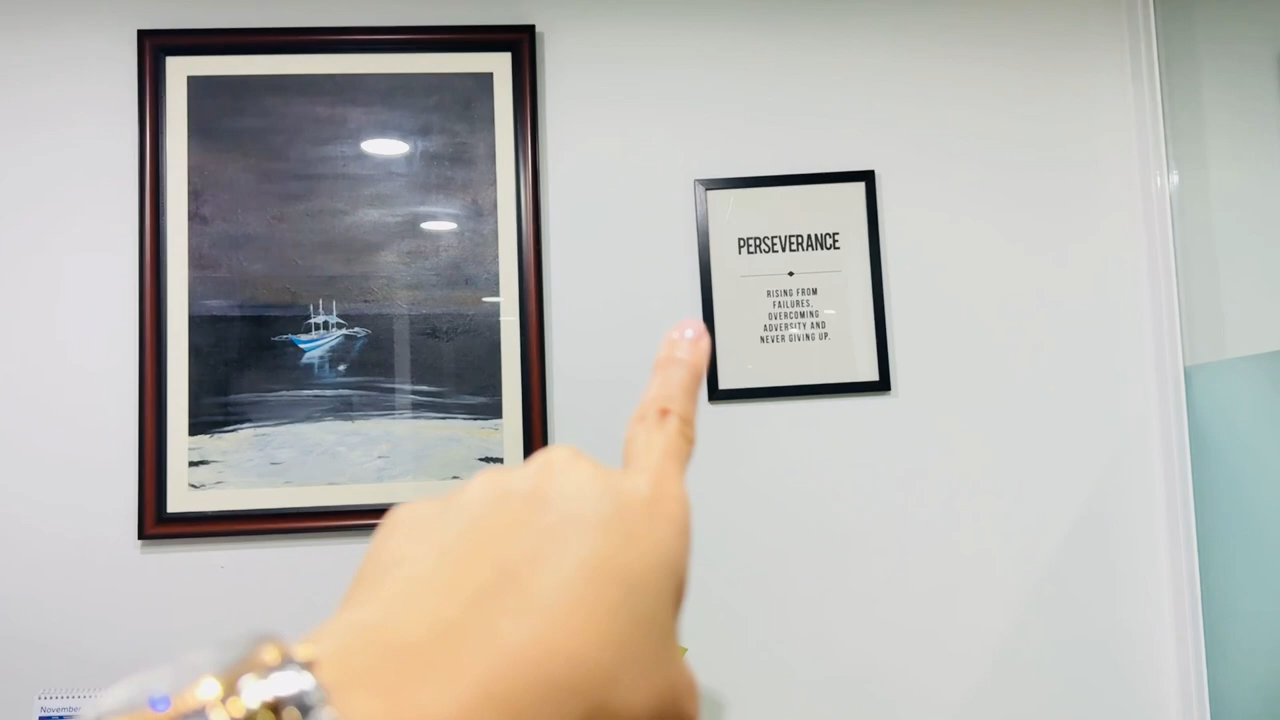 PERSEVERANCE
RISING FROM
FAILURES,
OVERCOMING
ADVERSITY AND
NEVER GIVING UP.
November